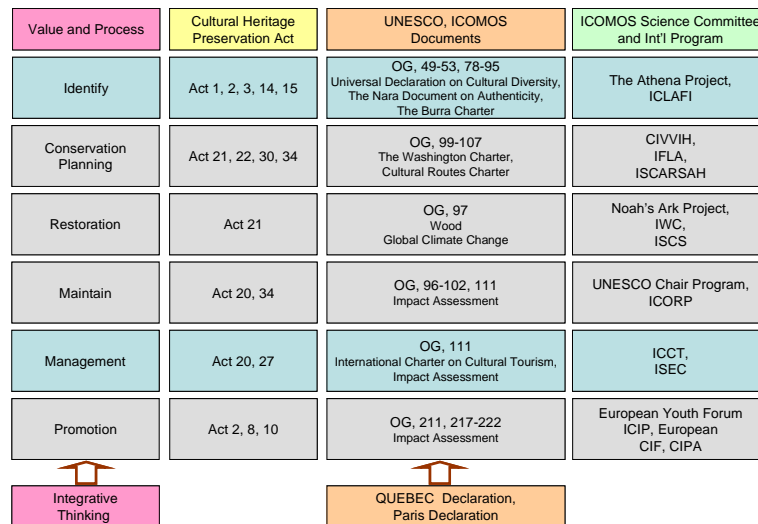 Value and Process
Cultural Heritage
Preservation Act
UNESCO, ICOMOS
Documents
ICOMOS Science Committee
and Int'l Program
Identify
Act 1, 2, 3, 14, 15
OG, 49-53, 78-95
Universal Declaration on Cultural Diversity,
The Nara Document on Authenticity,
The Burra Charter
The Athena Project,
ICLAFI
Conservation
Planning
Act 21, 22, 30, 34
OG, 99-107
The Washington Charter,
Cultural Routes Charter
CIVVIH,
IFLA,
ISCARSAH
Restoration
Act 21
OG, 97
Wood
Global Climate Change
Noah's Ark Project,
IWC,
ISCS
Maintain
Act 20, 34
OG, 96-102, 111
Impact Assessment
UNESCO Chair Program,
ICORP
Management
Act 20, 27
OG, 111
International Charter on Cultural Tourism,
Impact Assessment
ICCT,
ISEC
Promotion
Act 2, 8, 10
OG, 211, 217-222
Impact Assessment
European Youth Forum
ICIP, European
CIF, CIPA
Integrative
Thinking
QUEBEC Declaration,
Paris Declaration